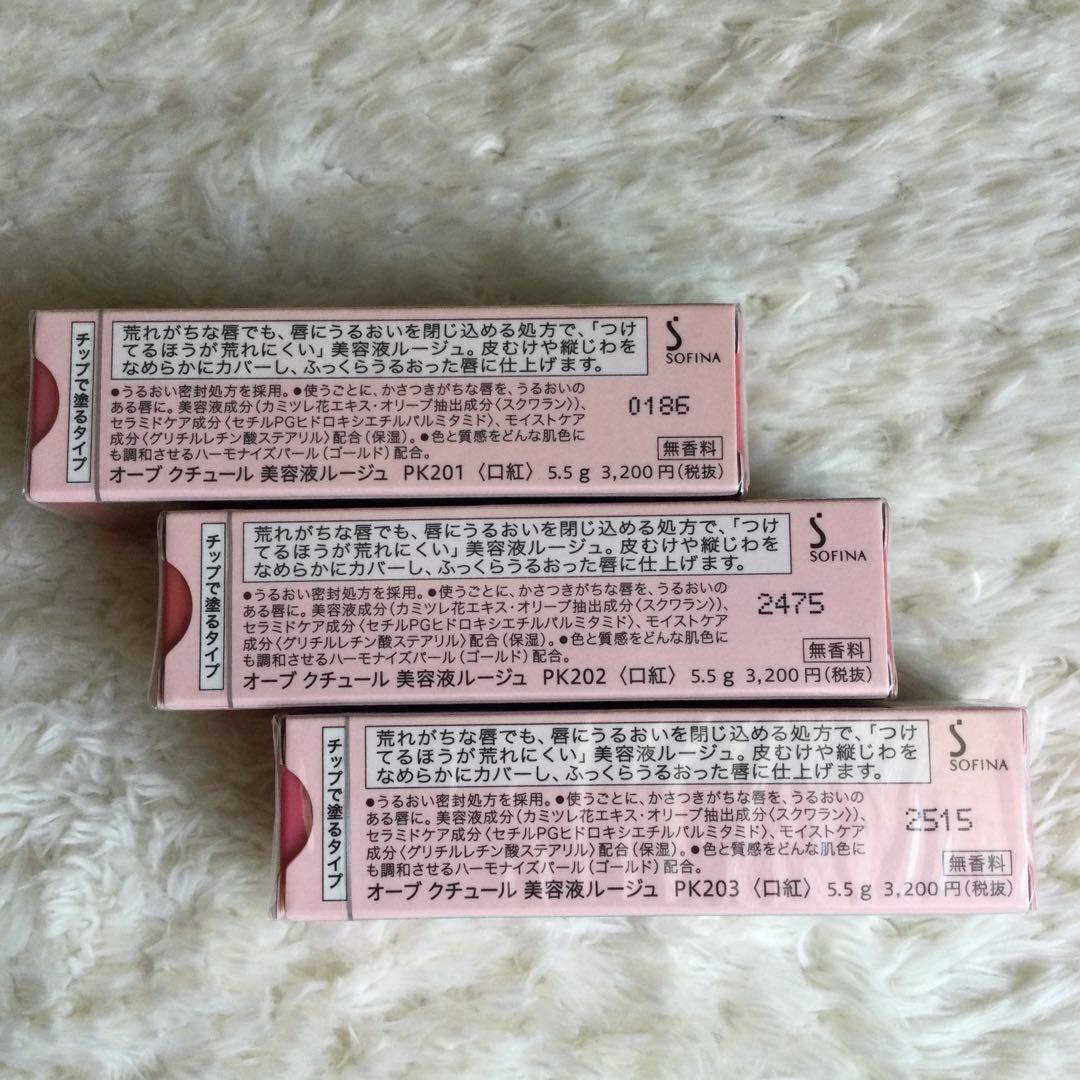 チップで塗るタイプ
荒れがちな唇でも、唇にうるおいを閉じ込める処方で、「つけ
てるほうが荒れにくい」美容液ルージュ。皮むけや縦じわを
なめらかにカバーし、ふっくらうるおった唇に仕上げます。
SOFINA
●うるおい密封処方を採用。●使うごとに、かさつきがちな唇を、うるおいの
ある唇に。美容液成分(カミツレ花エキス・オリーブ抽出成分〈スクワラン〉)、
セラミドケア成分〈セチルPGヒドロキシエチルパルミタミド〉、モイストケア
成分〈グリチルレチン酸ステアリル〉配合(保湿)。●色と質感をどんな肌色に
も調和させるハーモナイズパール(ゴールド)配合。
0186
無香料
オーブ クチュール 美容液ルージュ PK201〈口紅〉5.5g 3,200円(税抜)
チップで塗るタイプ
荒れがちな唇でも、唇にうるおいを閉じ込める処方で、「つけ
てるほうが荒れにくい」美容液ルージュ。皮むけや縦じわを
なめらかにカバーし、ふっくらうるおった唇に仕上げます。
SOFINA
●うるおい密封処方を採用。●使うごとに、かさつきがちな唇を、うるおいの
ある唇に。美容液成分(カミツレ花エキス・オリーブ抽出成分〈スクワラン〉)、
セラミドケア成分〈セチルPGヒドロキシエチルパルミタミド〉、モイストケア
成分〈グリチルレチン酸ステアリル〉配合(保湿)。●色と質感をどんな肌色に
も調和させるハーモナイズパール(ゴールド)配合。
2475
無香料
オーブ クチュール 美容液ルージュ PK202〈口紅〉5.5g 3,200円(税抜)
チップで塗るタイプ
荒れがちな唇でも、唇にうるおいを閉じ込める処方で、「つけ
てるほうが荒れにくい」美容液ルージュ。皮むけや縦じわを
なめらかにカバーし、ふっくらうるおった唇に仕上げます。
SOFINA
●うるおい密封処方を採用。●使うごとに、かさつきがちな唇を、うるおいの
ある唇に。美容液成分(カミツレ花エキス・オリーブ抽出成分〈スクワラン〉)、
セラミドケア成分〈セチルPGヒドロキシエチルパルミタミド〉、モイストケア
成分〈グリチルレチン酸ステアリル〉配合(保湿)。●色と質感をどんな肌色に
も調和させるハーモナイズパール(ゴールド)配合。
2515
無香料
オーブ クチュール 美容液ルージュ PK203〈口紅〉5.5g 3,200円(税抜)